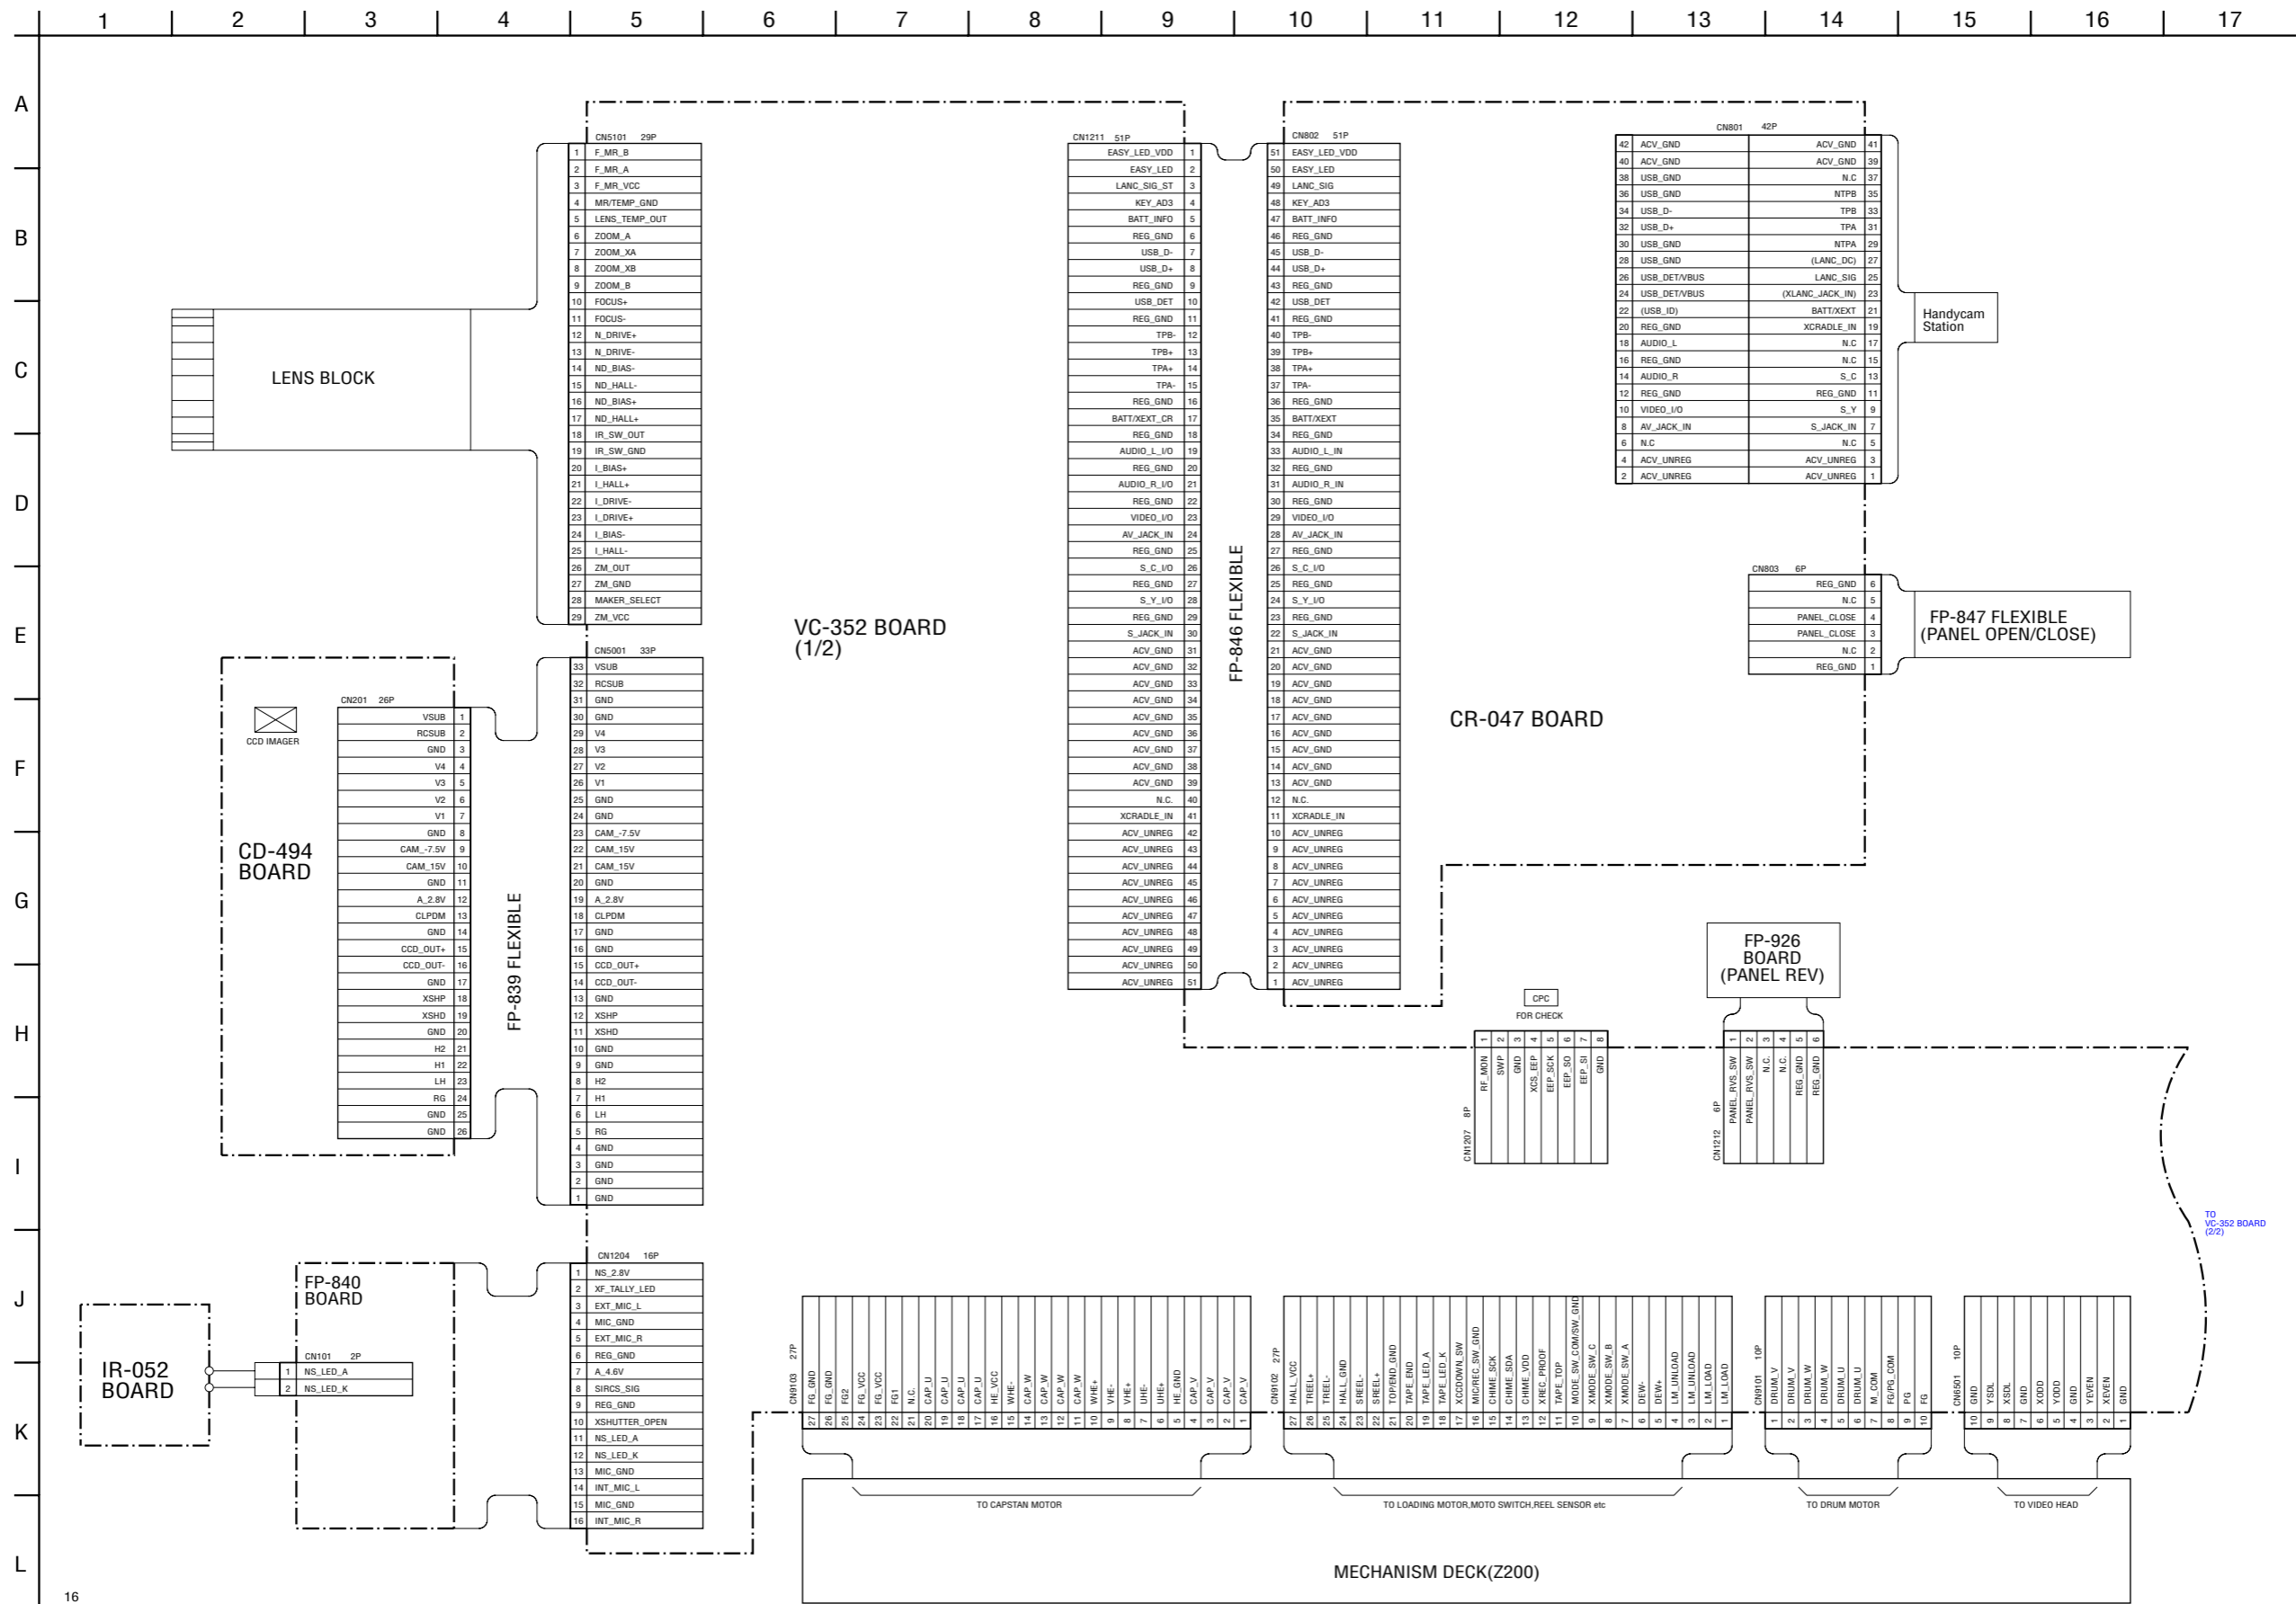 1 2 3 4 5 6 7 8 9 10 11 12 13 14 15 16 17
A
B
C
D
E
F
G
H
I
J
K
L
LENS BLOCK
CN5101 29P
1 F_MR_B
2 F_MR_A
3 F_MR_VCC
4 MR/TEMP_GND
5 LENS_TEMP_OUT
6 ZOOM_A
7 ZOOM_XA
8 ZOOM_XB
9 ZOOM_B
10 FOCUS+
11 FOCUS-
12 N_DRIVE+
13 N_DRIVE-
14 ND_BIAS-
15 ND_HALL-
16 ND_BIAS+
17 ND_HALL+
18 IR_SW_OUT
19 IR_SW_GND
20 I_BIAS+
21 I_HALL+
22 I_DRIVE-
23 I_DRIVE+
24 I_BIAS-
25 I_HALL-
26 ZM_OUT
27 ZM_GND
28 MAKER_SELECT
29 ZM_VCC
VC-352 BOARD
(1/2)
CN1211 51P
EASY_LED_VDD 1
EASY_LED 2
LANC_SIG_ST 3
KEY_AD3 4
BATT_INFO 5
REG_GND 6
USB_D- 7
USB_D+ 8
REG_GND 9
USB_DET 10
REG_GND 11
TPB- 12
TPB+ 13
TPA+ 14
TPA- 15
REG_GND 16
BATT/XEXT_CR 17
REG_GND 18
AUDIO_L_I/O 19
REG_GND 20
AUDIO_R_I/O 21
REG_GND 22
VIDEO_I/O 23
AV_JACK_IN 24
REG_GND 25
S_C_I/O 26
REG_GND 27
S_Y_I/O 28
REG_GND 29
S_JACK_IN 30
ACV_GND 31
ACV_GND 32
ACV_GND 33
ACV_GND 34
ACV_GND 35
ACV_GND 36
ACV_GND 37
ACV_GND 38
ACV_GND 39
N.C. 40
XCRADLE_IN 41
ACV_UNREG 42
ACV_UNREG 43
ACV_UNREG 44
ACV_UNREG 45
ACV_UNREG 46
ACV_UNREG 47
ACV_UNREG 48
ACV_UNREG 49
ACV_UNREG 50
ACV_UNREG 51
FP-846 FLEXIBLE
CN802 51P
51 EASY_LED_VDD
50 EASY_LED
49 LANC_SIG
48 KEY_AD3
47 BATT_INFO
46 REG_GND
45 USB_D-
44 USB_D+
43 REG_GND
42 USB_DET
41 REG_GND
40 TPB-
39 TPB+
38 TPA+
37 TPA-
36 REG_GND
35 BATT/XEXT
34 REG_GND
33 AUDIO_L_IN
32 REG_GND
31 AUDIO_R_IN
30 REG_GND
29 VIDEO_I/O
28 AV_JACK_IN
27 REG_GND
26 S_C_I/O
25 REG_GND
24 S_Y_I/O
23 REG_GND
22 S_JACK_IN
21 ACV_GND
20 ACV_GND
19 ACV_GND
18 ACV_GND
17 ACV_GND
16 ACV_GND
15 ACV_GND
14 ACV_GND
13 ACV_GND
12 N.C.
11 XCRADLE_IN
10 ACV_UNREG
9 ACV_UNREG
8 ACV_UNREG
7 ACV_UNREG
6 ACV_UNREG
5 ACV_UNREG
4 ACV_UNREG
3 ACV_UNREG
2 ACV_UNREG
1 ACV_UNREG
CR-047 BOARD
CN801 42P
42 ACV_GND ACV_GND 41
40 ACV_GND ACV_GND 39
38 USB_GND N.C 37
36 USB_GND NTPB 35
34 USB_D- TPB 33
32 USB_D+ TPA 31
30 USB_GND NTPA 29
28 USB_GND (LANC_DC) 27
26 USB_DET/VBUS LANC_SIG 25
24 USB_DET/VBUS (XLANC_JACK_IN) 23
22 (USB_ID) BATT/XEXT 21
20 REG_GND XCRADLE_IN 19
18 AUDIO_L N.C 17
16 REG_GND N.C 15
14 AUDIO_R S_C 13
12 REG_GND REG_GND 11
10 VIDEO_I/O S_Y 9
8 AV_JACK_IN S_JACK_IN 7
6 N.C N.C 5
4 ACV_UNREG ACV_UNREG 3
2 ACV_UNREG ACV_UNREG 1
Handycam
Station
CN803 6P
REG_GND 6
N.C 5
PANEL_CLOSE 4
PANEL_CLOSE 3
N.C 2
REG_GND 1
FP-847 FLEXIBLE
(PANEL OPEN/CLOSE)
CCD IMAGER
CD-494
BOARD
CN201 26P
VSUB 1
RCSUB 2
GND 3
V4 4
V3 5
V2 6
V1 7
GND 8
CAM_-7.5V 9
CAM_15V 10
GND 11
A_2.8V 12
CLPDM 13
GND 14
CCD_OUT+ 15
CCD_OUT- 16
GND 17
XSHP 18
XSHD 19
GND 20
H2 21
H1 22
LH 23
RG 24
GND 25
GND 26
FP-839 FLEXIBLE
CN5001 33P
33 VSUB
32 RCSUB
31 GND
30 GND
29 V4
28 V3
27 V2
26 V1
25 GND
24 GND
23 CAM_-7.5V
22 CAM_15V
21 CAM_15V
20 GND
19 A_2.8V
18 CLPDM
17 GND
16 GND
15 CCD_OUT+
14 CCD_OUT-
13 GND
12 XSHP
11 XSHD
10 GND
9 GND
8 H2
7 H1
6 LH
5 RG
4 GND
3 GND
2 GND
1 GND
FP-926
BOARD
(PANEL REV)
CPC
FOR CHECK
CN1207 8P
1 RF_MON
2 SWP
3 GND
4 XCS_EEP
5 EEP_SCK
6 EEP_SO
7 EEP_SI
8 GND
CN1212 6P
1 PANEL_RVS_SW
2 PANEL_RVS_SW
3 N.C.
4 N.C.
5 REG_GND
6 REG_GND
TO
VC-352 BOARD
(2/2)
IR-052
BOARD
FP-840
BOARD
CN101 2P
1 NS_LED_A
2 NS_LED_K
CN1204 16P
1 NS_2.8V
2 XF_TALLY_LED
3 EXT_MIC_L
4 MIC_GND
5 EXT_MIC_R
6 REG_GND
7 A_4.6V
8 SIRCS_SIG
9 REG_GND
10 XSHUTTER_OPEN
11 NS_LED_A
12 NS_LED_K
13 MIC_GND
14 INT_MIC_L
15 MIC_GND
16 INT_MIC_R
CN9103 27P
27 FG_GND
26 FG_GND
25 FG2
24 FG_VCC
23 FG_VCC
22 FG1
21 N.C.
20 CAP_U
19 CAP_U
18 CAP_U
17 CAP_U
16 HE_VCC
15 WHE-
14 CAP_W
13 CAP_W
12 CAP_W
11 CAP_W
10 WHE+
9 VHE-
8 VHE+
7 UHE-
6 UHE+
5 HE_GND
4 CAP_V
3 CAP_V
2 CAP_V
1 CAP_V
CN9102 27P
27 HALL_VCC
26 TREEL+
25 TREEL-
24 HALL_GND
23 SREEL-
22 SREEL+
21 TOP/END_GND
20 TAPE_END
19 TAPE_LED_A
18 TAPE_LED_K
17 XCCDOWN_SW
16 MIC/REC_SW_GND
15 CHIME_SCK
14 CHIME_SDA
13 CHIME_VDD
12 XREC_PROOF
11 TAPE_TOP
10 MODE_SW_COM/SW_GND
9 XMODE_SW_C
8 XMODE_SW_B
7 XMODE_SW_A
6 DEW-
5 DEW+
4 LM_UNLOAD
3 LM_UNLOAD
2 LM_LOAD
1 LM_LOAD
CN9101 10P
1 DRUM_V
2 DRUM_V
3 DRUM_W
4 DRUM_W
5 DRUM_U
6 DRUM_U
7 M_COM
8 FG/PG_COM
9 PG
10 FG
CN6501 10P
10 GND
9 YSDL
8 XSDL
7 GND
6 XODD
5 YODD
4 GND
3 YEVEN
2 XEVEN
1 GND
TO CAPSTAN MOTOR
TO LOADING MOTOR,MOTO SWITCH,REEL SENSOR etc
TO DRUM MOTOR
TO VIDEO HEAD
MECHANISM DECK(Z200)
16